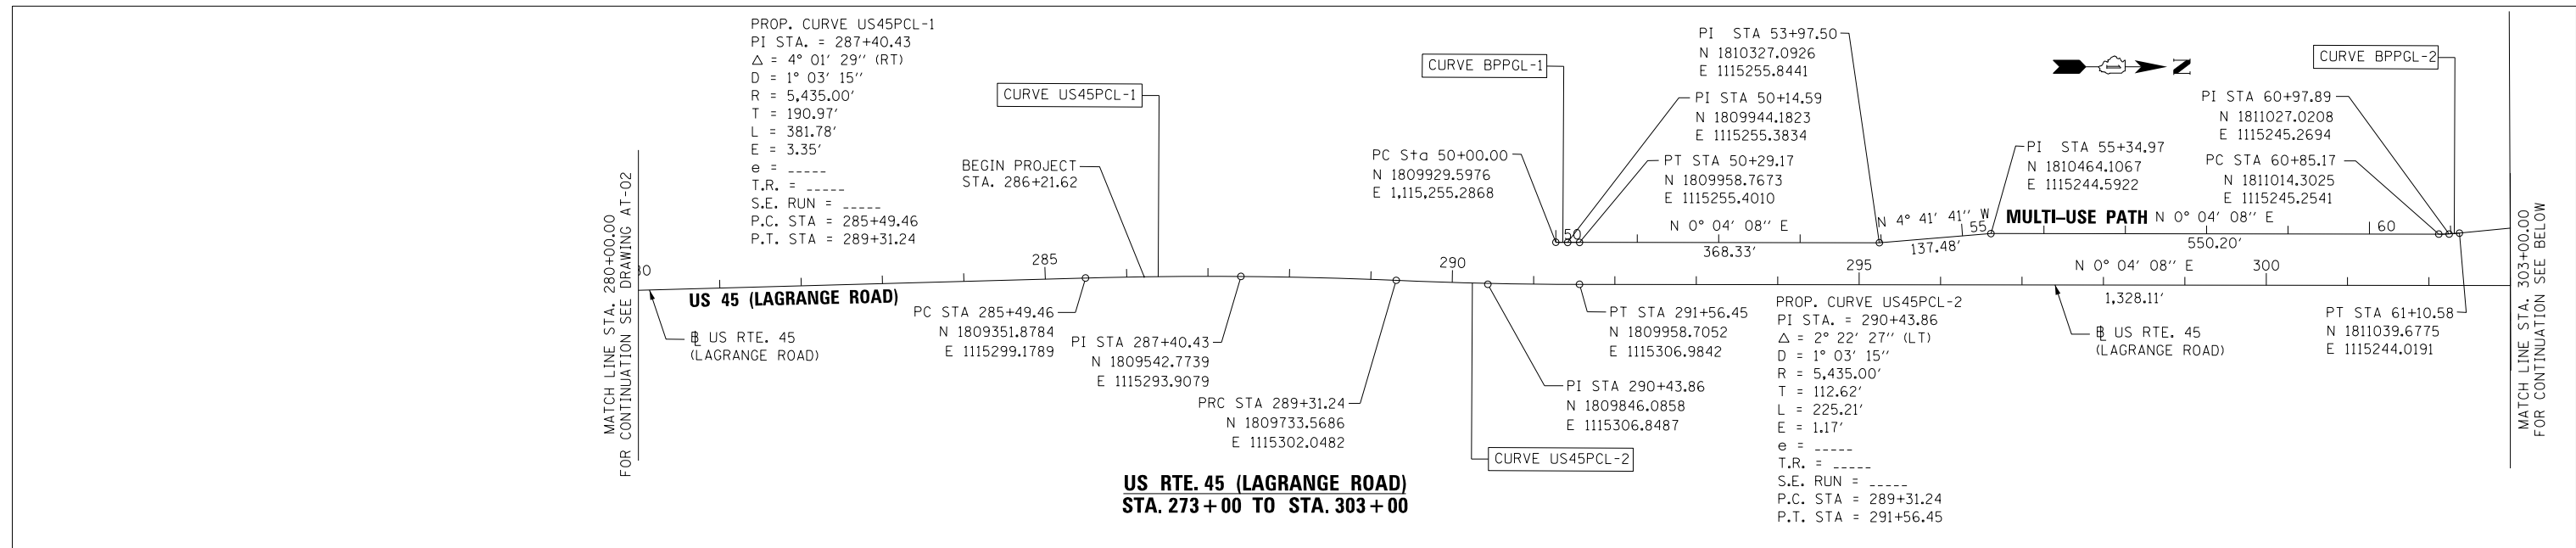 PROP. CURVE US45PCL-1
PI STA. = 287+40.43
Δ = 4° 01' 29'' (RT)
D = 1° 03' 15''
R = 5,435.00'
T = 190.97'
L = 381.78'
E = 3.35'
e = _____
T.R. = _____
S.E. RUN = _____
P.C. STA = 285+49.46
P.T. STA = 289+31.24
CURVE US45PCL-1
BEGIN PROJECT
STA. 286+21.62
MATCH LINE STA. 280+00.00
FOR CONTINUATION SEE DRAWING AT-02
285
290
295
300
US 45 (LAGRANGE ROAD)
℄ US RTE. 45
(LAGRANGE ROAD)
PC STA 285+49.46
N 1809351.8784
E 1115299.1789
PI STA 287+40.43
N 1809542.7739
E 1115293.9079
PRC STA 289+31.24
N 1809733.5686
E 1115302.0482
CURVE US45PCL-2
PI STA 290+43.86
N 1809846.0858
E 1115306.8487
PT STA 291+56.45
N 1809958.7052
E 1115306.9842
PROP. CURVE US45PCL-2
PI STA. = 290+43.86
Δ = 2° 22' 27'' (LT)
D = 1° 03' 15''
R = 5,435.00'
T = 112.62'
L = 225.21'
E = 1.17'
e = _____
T.R. = _____
S.E. RUN = _____
P.C. STA = 289+31.24
P.T. STA = 291+56.45
CURVE BPPGL-1
PC Sta 50+00.00
N 1809929.5976
E 1,115,255.2868
PI STA 53+97.50
N 1810327.0926
E 1115255.8441
PI STA 50+14.59
N 1809944.1823
E 1115255.3834
PT STA 50+29.17
N 1809958.7673
E 1115255.4010
50
N 0° 04' 08'' E
368.33'
N 4° 41' 41'' W
137.48'
55
PI STA 55+34.97
N 1810464.1067
E 1115244.5922
MULTI-USE PATH
N 0° 04' 08'' E
550.20'
60
N
CURVE BPPGL-2
PI STA 60+97.89
N 1811027.0208
E 1115245.2694
PC STA 60+85.17
N 1811014.3025
E 1115245.2541
N 0° 04' 08'' E
1,328.11'
℄ US RTE. 45
(LAGRANGE ROAD)
PT STA 61+10.58
N 1811039.6775
E 1115244.0191
MATCH LINE STA. 303+00.00
FOR CONTINUATION SEE BELOW
US RTE. 45 (LAGRANGE ROAD)
STA. 273+00 TO STA. 303+00